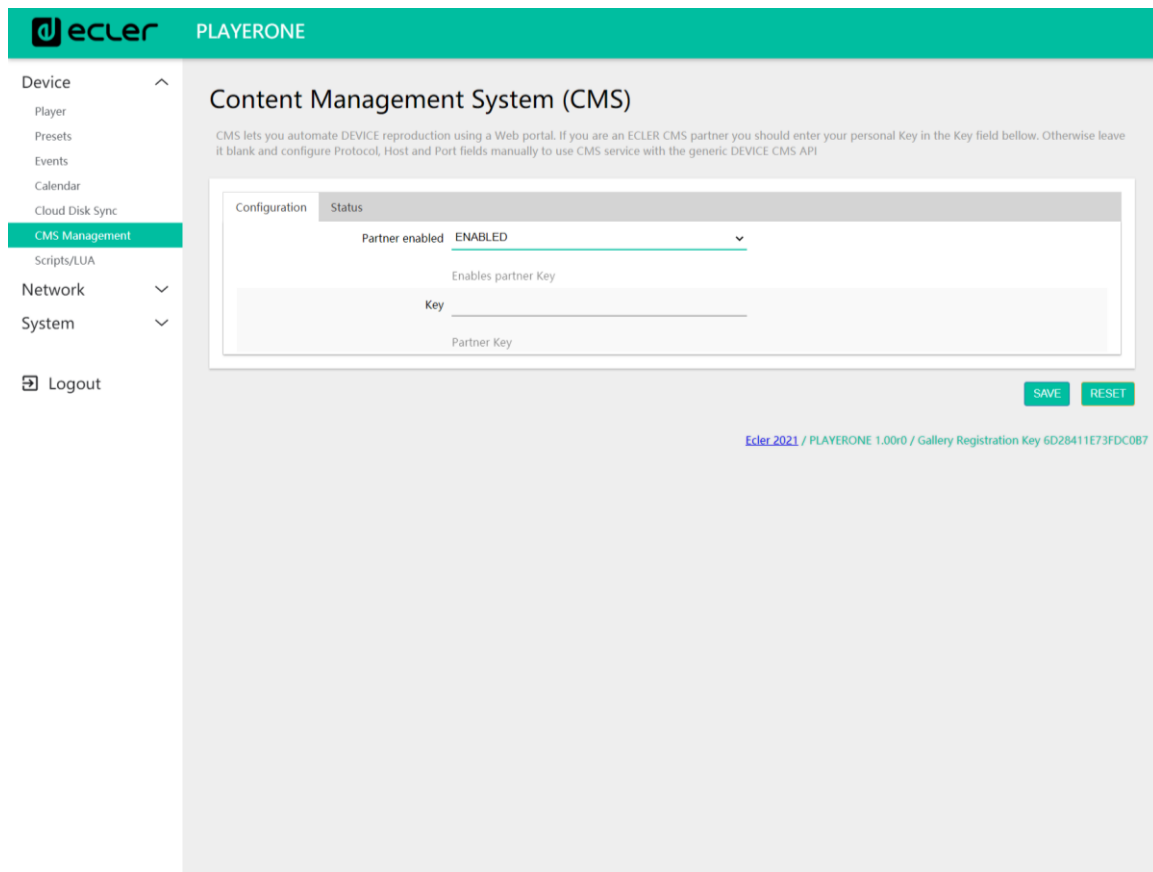 ecler
PLAYERONE
Device
Player
Presets
Events
Calendar
Cloud Disk Sync
CMS Management
Scripts/LUA
Network
System
Logout
Content Management System (CMS)
CMS lets you automate DEVICE reproduction using a Web portal. If you are an ECLER CMS partner you should enter your personal Key in the Key field bellow. Otherwise leave
it blank and configure Protocol, Host and Port fields manually to use CMS service with the generic DEVICE CMS API
Configuration Status
Partner enabled ENABLED
Enables partner Key
Key
Partner Key
SAVE RESET
Ecler 2021 / PLAYERONE 1.00r0 / Gallery Registration Key 6D28411E73FDC0B7